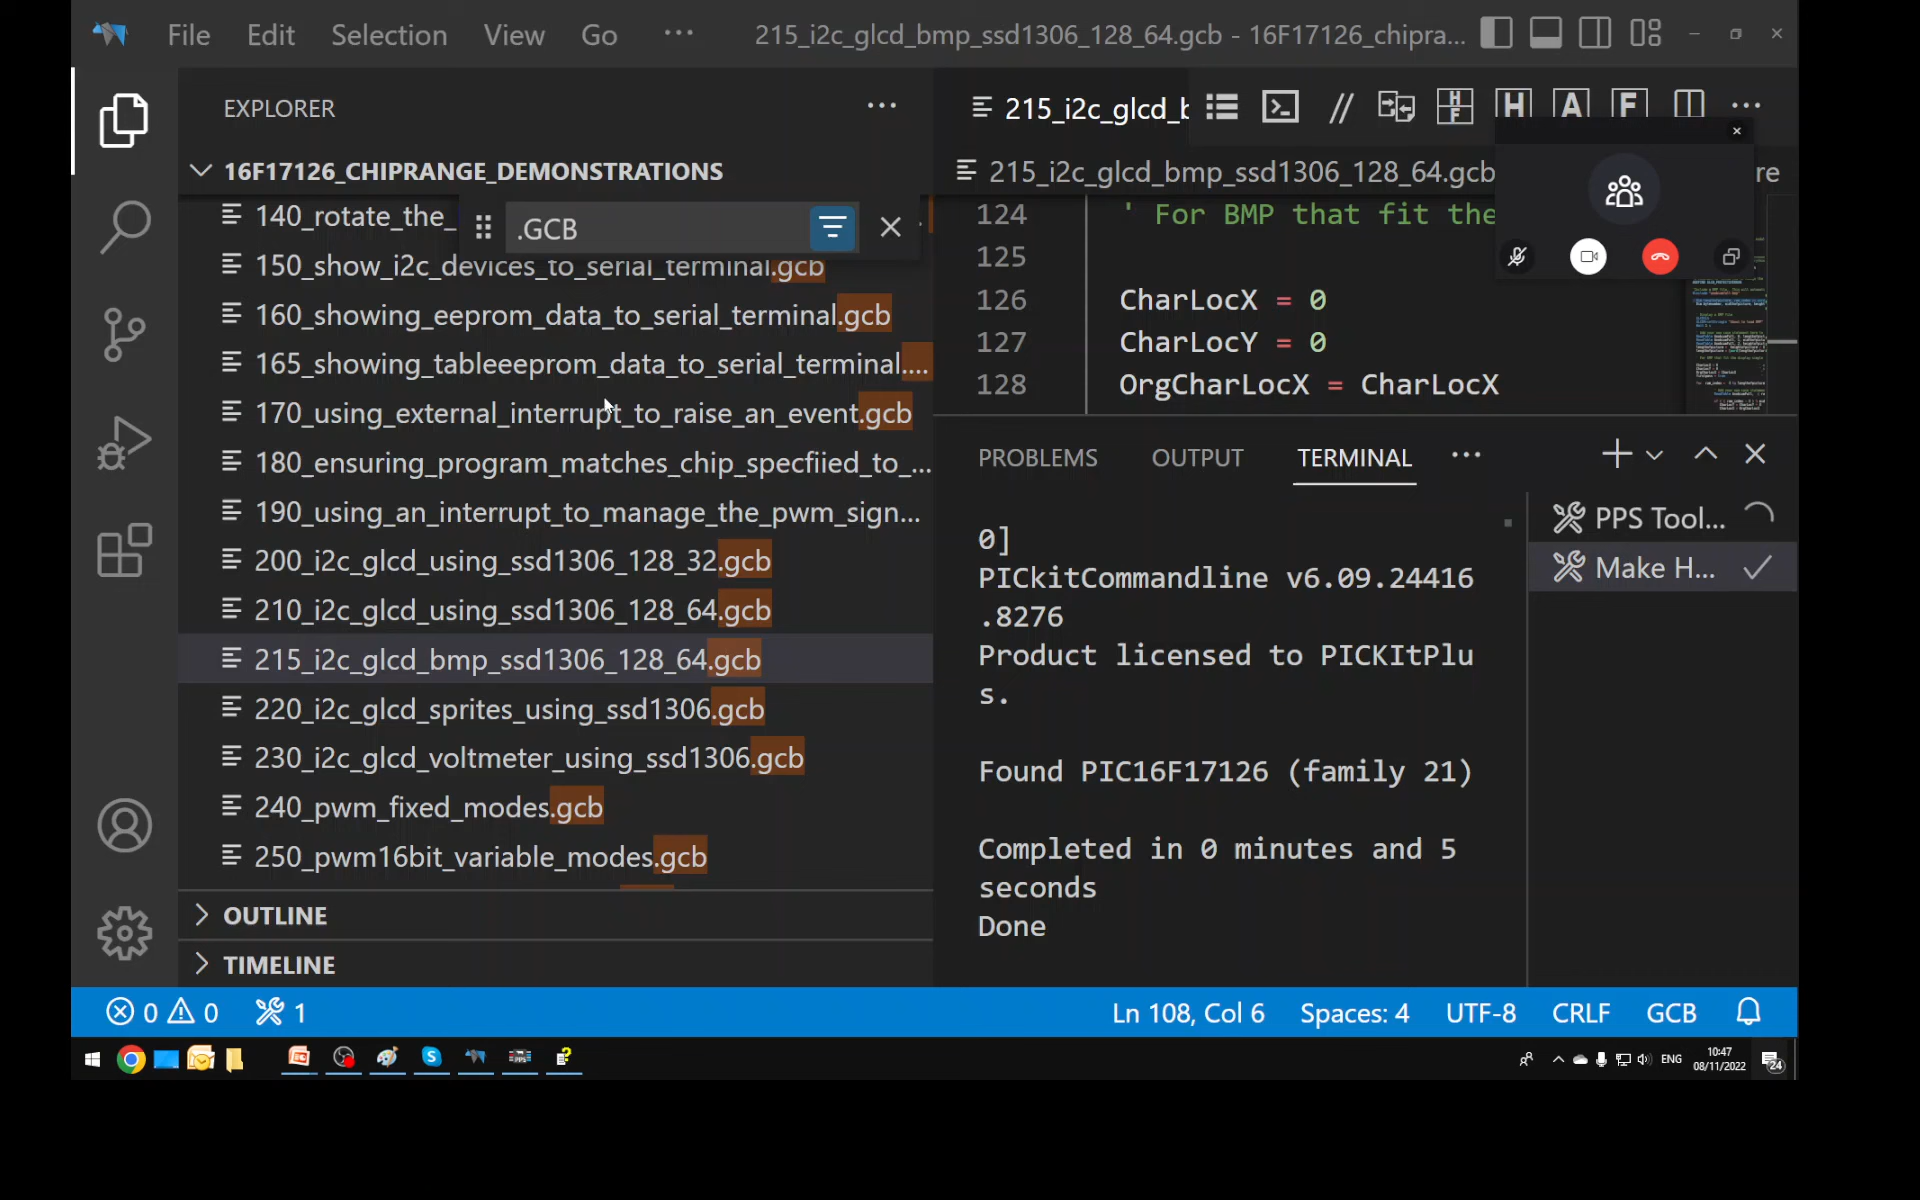 File Edit Selection View Go ··· 215_i2c_glcd_bmp_ssd1306_128_64.gcb - 16F17126_chipra...
EXPLORER ···
16F17126_CHIPRANGE_DEMONSTRATIONS
140_rotate_the_
.GCB
150_show_i2c_devices_to_serial_terminal.gcb
160_showing_eeprom_data_to_serial_terminal.gcb
165_showing_tableeeprom_data_to_serial_terminal....
170_using_external_interrupt_to_raise_an_event.gcb
180_ensuring_program_matches_chip_specfiied_to_...
190_using_an_interrupt_to_manage_the_pwm_sign...
200_i2c_glcd_using_ssd1306_128_32.gcb
210_i2c_glcd_using_ssd1306_128_64.gcb
215_i2c_glcd_bmp_ssd1306_128_64.gcb
220_i2c_glcd_sprites_using_ssd1306.gcb
230_i2c_glcd_voltmeter_using_ssd1306.gcb
240_pwm_fixed_modes.gcb
250_pwm16bit_variable_modes.gcb
OUTLINE
TIMELINE
215_i2c_glcd_b // H F H A F ···
215_i2c_glcd_bmp_ssd1306_128_64.gcb re
124 ' For BMP that fit the
125
126 CharLocX = 0
127 CharLocY = 0
128 OrgCharLocX = CharLocX
PROBLEMS OUTPUT TERMINAL ···
0]
PICkitCommandline v6.09.24416
.8276
Product licensed to PICKItPlu
s.
Found PIC16F17126 (family 21)
Completed in 0 minutes and 5
seconds
Done
PPS Tool...
Make H...
0 0 1 Ln 108, Col 6 Spaces: 4 UTF-8 CRLF GCB
ENG 10:47
08/11/2022
24